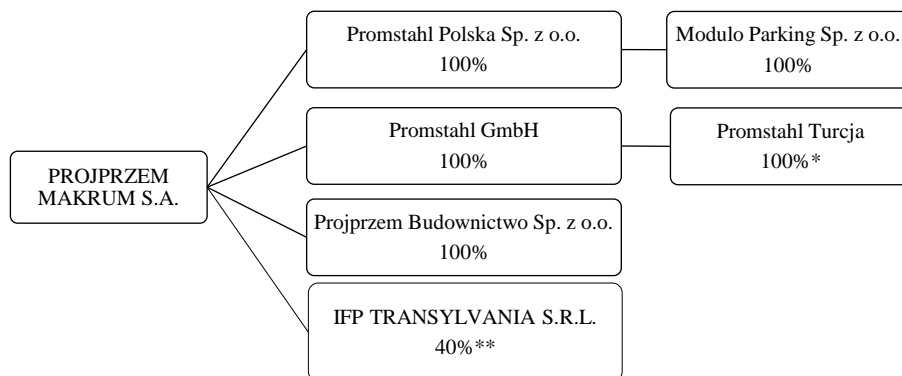 Promstahl Polska Sp. z o.o.
100%
Modulo Parking Sp. z o.o.
100%
Promstahl GmbH
100%
Promstahl Turcja
100%*
PROJPRZEM
MAKRUM S.A.
Projprzem Budownictwo Sp. z o.o.
100%
IFP TRANSYLVANIA S.R.L.
40%**